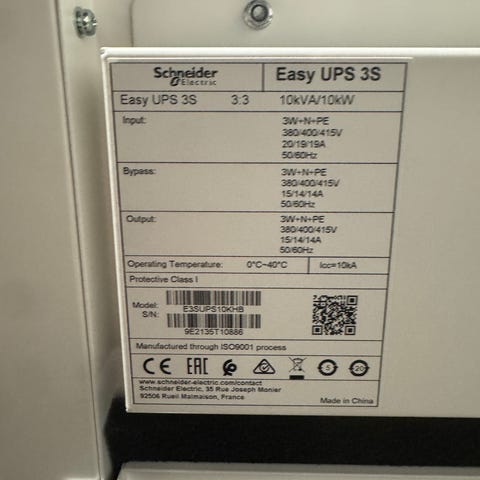 Schneider Electric
Easy UPS 3S
Easy UPS 3S 3:3 10kVA/10kW
Input: 3W+N+PE
380/400/415V
20/19/19A
50/60Hz
Bypass: 3W+N+PE
380/400/415V
15/14/14A
50/60Hz
Output: 3W+N+PE
380/400/415V
15/14/14A
50/60Hz
Operating Temperature: 0°C~40°C Icc=10kA
Protective Class I
Model:
E3SUPS10KHB
S/N:
9E2135T10886
Manufactured through ISO9001 process
CE EAC 5 20
www.schneider-electric.com/contact
Schneider Electric, 35 Rue Joseph Monier
92506 Rueil Malmaison, France
Made in China